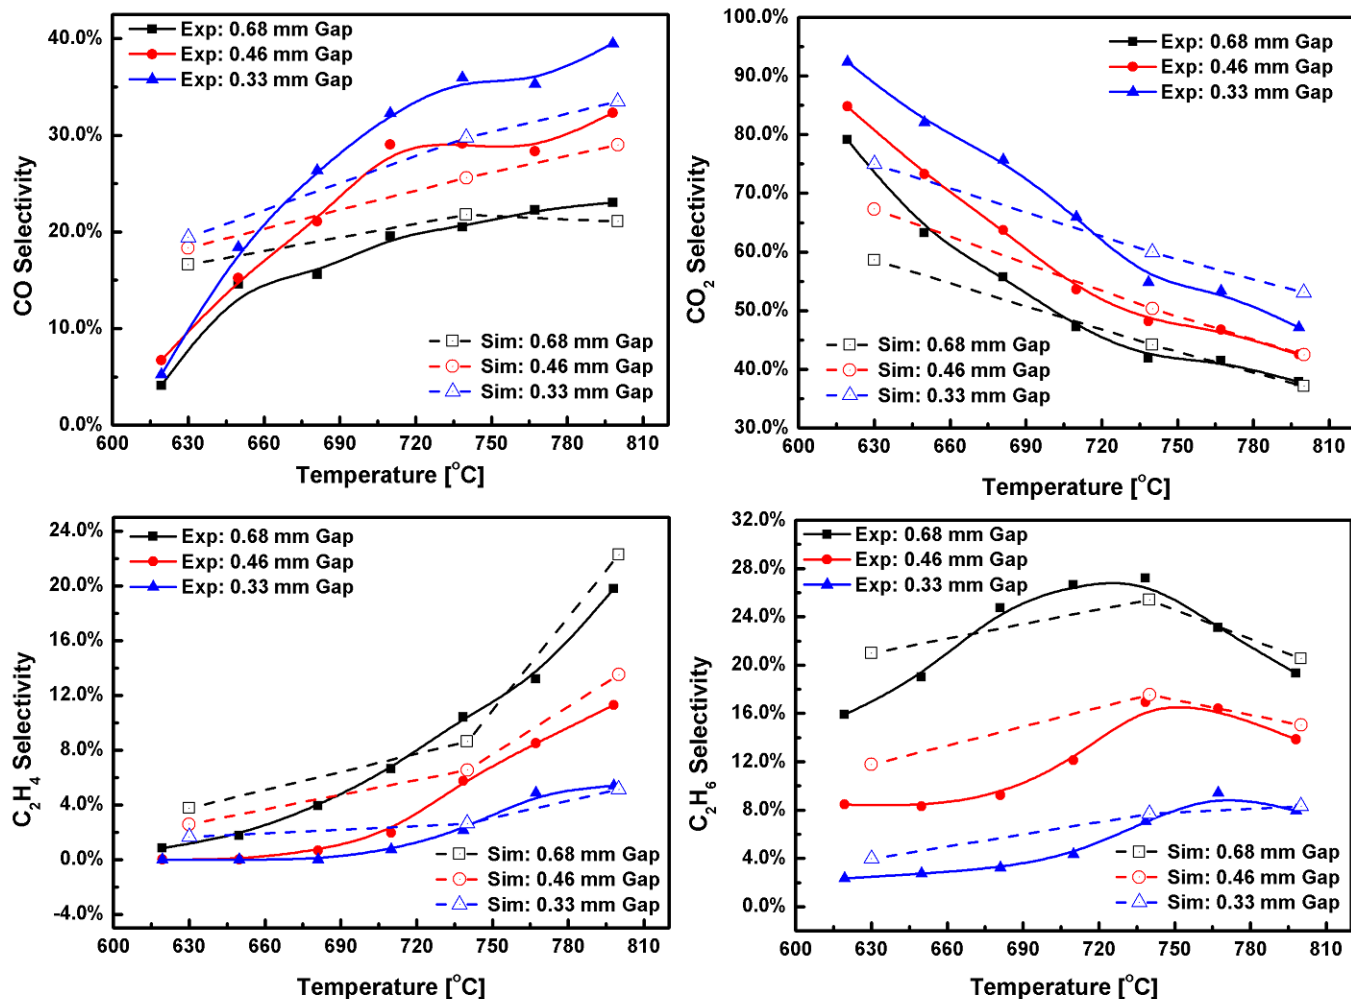 40.0%
30.0%
20.0%
10.0%
0.0%
CO Selectivity
Exp: 0.68 mm Gap
Exp: 0.46 mm Gap
Exp: 0.33 mm Gap
Sim: 0.68 mm Gap
Sim: 0.46 mm Gap
Sim: 0.33 mm Gap
600 630 660 690 720 750 780 810
Temperature [°C]
100.0%
90.0%
80.0%
70.0%
60.0%
50.0%
40.0%
30.0%
CO₂ Selectivity
Exp: 0.68 mm Gap
Exp: 0.46 mm Gap
Exp: 0.33 mm Gap
Sim: 0.68 mm Gap
Sim: 0.46 mm Gap
Sim: 0.33 mm Gap
600 630 660 690 720 750 780 810
Temperature [°C]
24.0%
20.0%
16.0%
12.0%
8.0%
4.0%
0.0%
-4.0%
C₂H₄ Selectivity
Exp: 0.68 mm Gap
Exp: 0.46 mm Gap
Exp: 0.33 mm Gap
Sim: 0.68 mm Gap
Sim: 0.46 mm Gap
Sim: 0.33 mm Gap
600 630 660 690 720 750 780 810
Temperature [°C]
32.0%
28.0%
24.0%
20.0%
16.0%
12.0%
8.0%
4.0%
0.0%
C₂H₆ Selectivity
Exp: 0.68 mm Gap
Exp: 0.46 mm Gap
Exp: 0.33 mm Gap
Sim: 0.68 mm Gap
Sim: 0.46 mm Gap
Sim: 0.33 mm Gap
600 630 660 690 720 750 780 810
Temperature [°C]